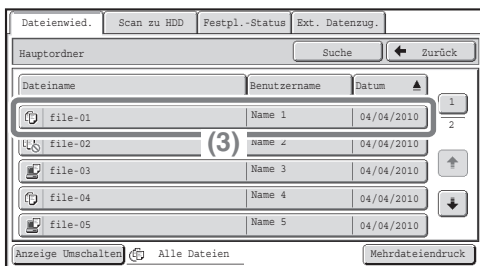 Dateienwied. Scan zu HDD Festpl.-Status Ext. Datenzug.
Hauptordner Suche Zurück
Dateiname Benutzername Datum
file-01 Name 1 04/04/2010
1
2
file-02 Name 2 04/04/2010
(3)
file-03 Name 3 04/04/2010
file-04 Name 4 04/04/2010
file-05 Name 5 04/04/2010
Anzeige Umschalten Alle Dateien Mehrdateiendruck